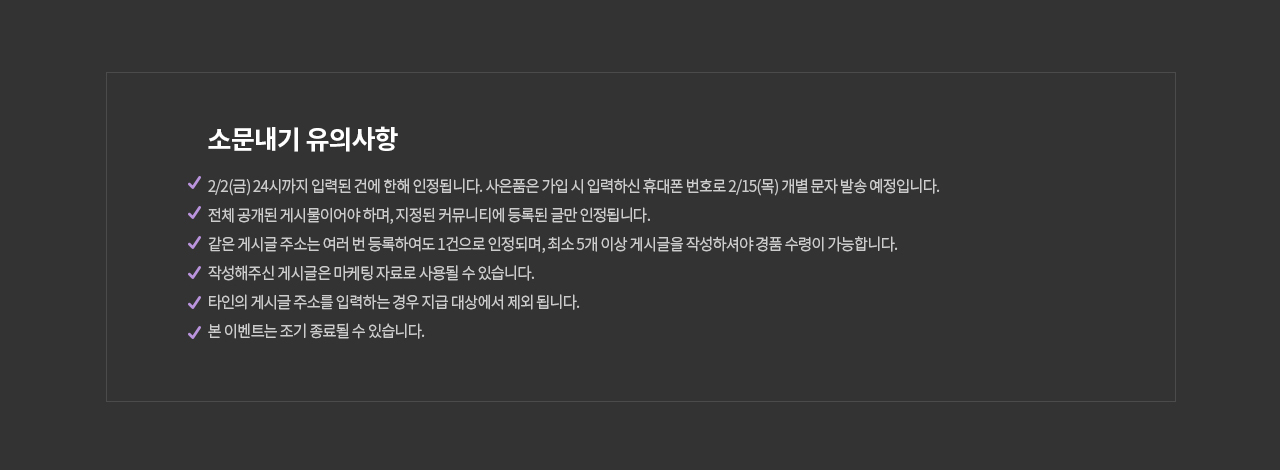 소문내기 유의사항
2/2(금) 24시까지 입력된 건에 한해 인정됩니다. 사은품은 가입 시 입력하신 휴대폰 번호로 2/15(목) 개별 문자 발송 예정입니다.
전체 공개된 게시물이어야 하며, 지정된 커뮤니티에 등록된 글만 인정됩니다.
같은 게시글 주소는 여러 번 등록하여도 1건으로 인정되며, 최소 5개 이상 게시글을 작성하셔야 경품 수령이 가능합니다.
작성해주신 게시글은 마케팅 자료로 사용될 수 있습니다.
타인의 게시글 주소를 입력하는 경우 지급 대상에서 제외 됩니다.
본 이벤트는 조기 종료될 수 있습니다.